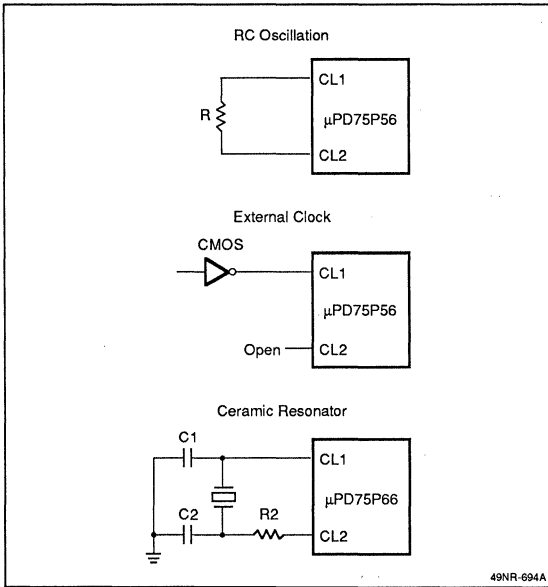 RC Oscillation
CL1
R
μPD75P56
CL2
External Clock
CMOS
CL1
μPD75P56
Open
CL2
Ceramic Resonator
C1
CL1
μPD75P66
C2
R2
CL2
49NR-694A